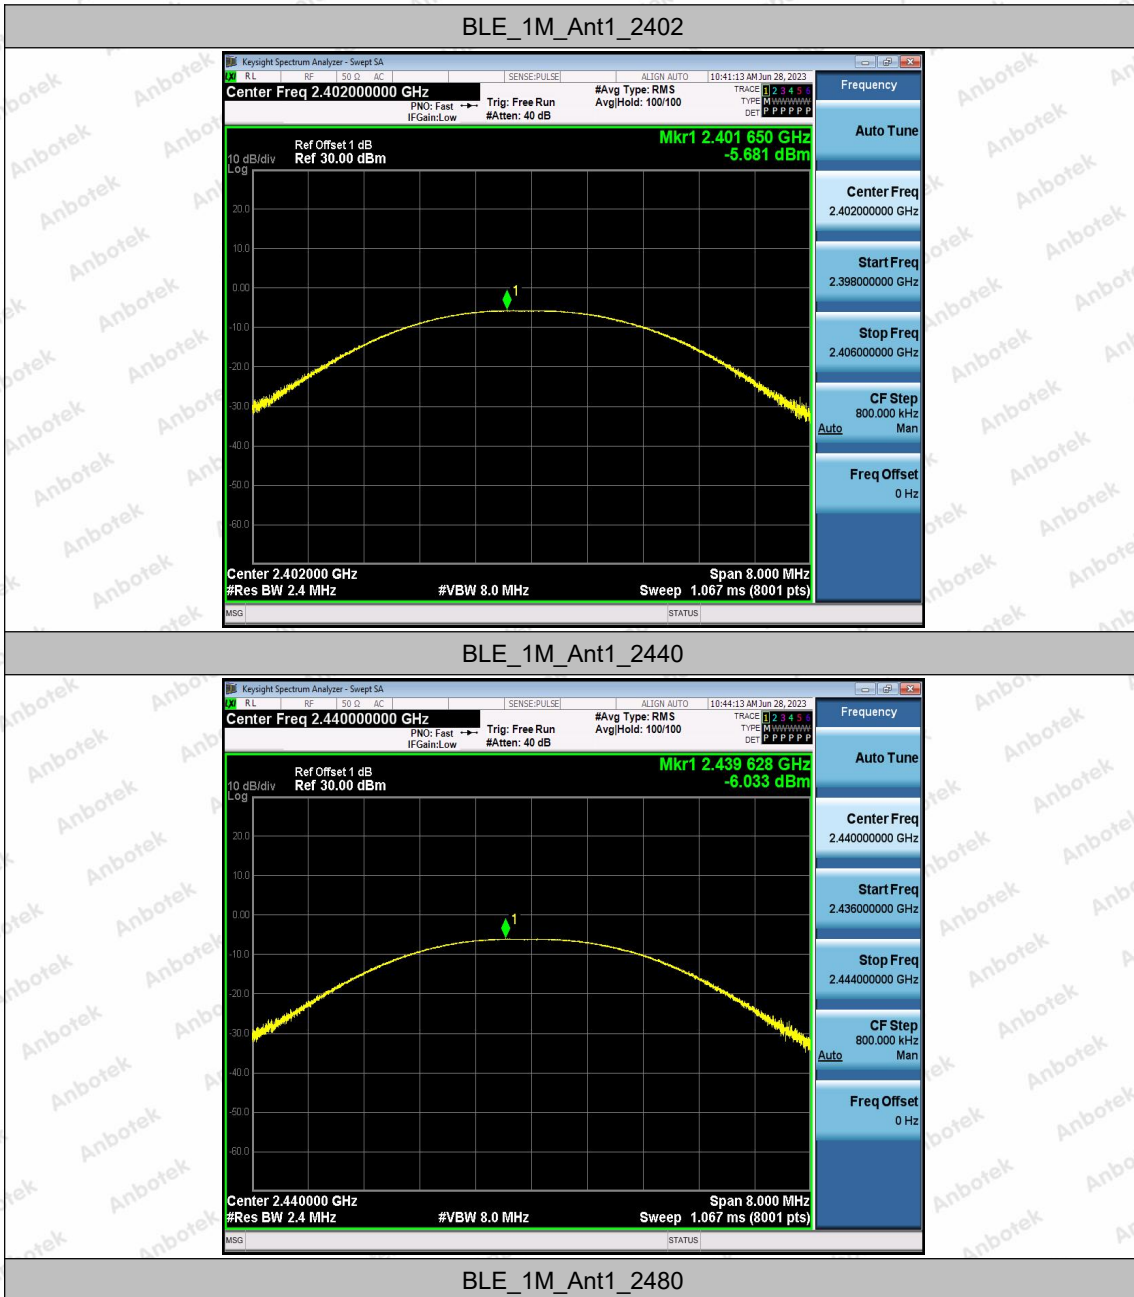 BLE_1M_Ant1_2402
Keysight Spectrum Analyzer - Swept SA
LXI RL RF 50 Ω AC SENSE:PULSE ALIGN AUTO 10:41:13 AM Jun 28, 2023
Center Freq 2.402000000 GHz
PNO: Fast
IFGain:Low
Trig: Free Run
#Atten: 40 dB
#Avg Type: RMS
Avg|Hold: 100/100
TRACE 1 2 3 4 5 6
TYPE M WWWWW
DET P P P P P P
Frequency
Mkr1 2.401 650 GHz
-5.681 dBm
Ref Offset 1 dB
10 dB/div Ref 30.00 dBm
Log
20.0
10.0
0.00
-10.0
-20.0
-30.0
-40.0
-50.0
-60.0
1
Center 2.402000 GHz Span 8.000 MHz
#Res BW 2.4 MHz #VBW 8.0 MHz Sweep 1.067 ms (8001 pts)
MSG STATUS
Auto Tune
Center Freq
2.402000000 GHz
Start Freq
2.398000000 GHz
Stop Freq
2.406000000 GHz
CF Step
800.000 kHz
Auto Man
Freq Offset
0 Hz
BLE_1M_Ant1_2440
Keysight Spectrum Analyzer - Swept SA
LXI RL RF 50 Ω AC SENSE:PULSE ALIGN AUTO 10:44:13 AM Jun 28, 2023
Center Freq 2.440000000 GHz
PNO: Fast
IFGain:Low
Trig: Free Run
#Atten: 40 dB
#Avg Type: RMS
Avg|Hold: 100/100
TRACE 1 2 3 4 5 6
TYPE M WWWWW
DET P P P P P P
Frequency
Mkr1 2.439 628 GHz
-6.033 dBm
Ref Offset 1 dB
10 dB/div Ref 30.00 dBm
Log
20.0
10.0
0.00
-10.0
-20.0
-30.0
-40.0
-50.0
-60.0
1
Center 2.440000 GHz Span 8.000 MHz
#Res BW 2.4 MHz #VBW 8.0 MHz Sweep 1.067 ms (8001 pts)
MSG STATUS
Auto Tune
Center Freq
2.440000000 GHz
Start Freq
2.436000000 GHz
Stop Freq
2.444000000 GHz
CF Step
800.000 kHz
Auto Man
Freq Offset
0 Hz
BLE_1M_Ant1_2480